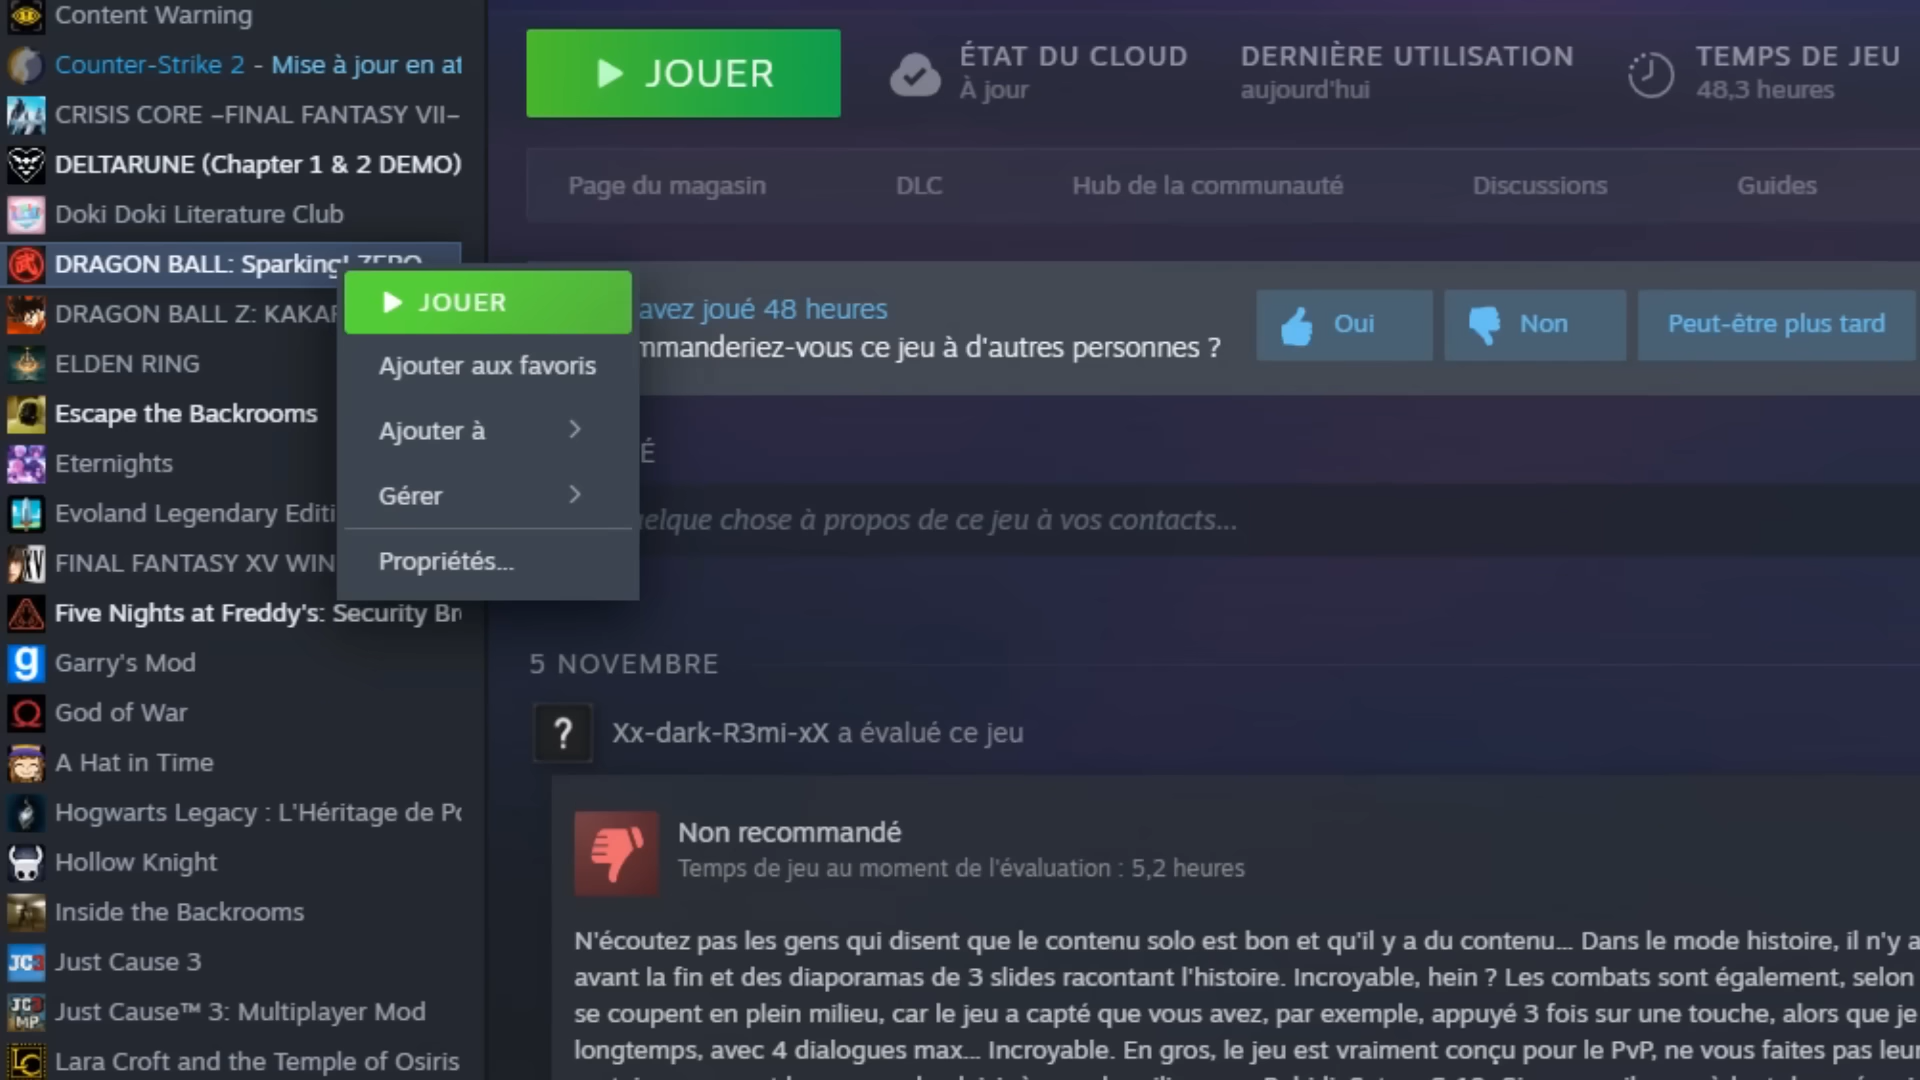 Content Warning
Counter-Strike 2 - Mise à jour en at
CRISIS CORE –FINAL FANTASY VII–
DELTARUNE (Chapter 1 & 2 DEMO)
Doki Doki Literature Club
DRAGON BALL: Sparking! ZERO
DRAGON BALL Z: KAKAR
ELDEN RING
Escape the Backrooms
Eternights
Evoland Legendary Editi
FINAL FANTASY XV WIN
Five Nights at Freddy's: Security Br
Garry's Mod
God of War
A Hat in Time
Hogwarts Legacy : L'Héritage de Po
Hollow Knight
Inside the Backrooms
Just Cause 3
Just Cause™ 3: Multiplayer Mod
Lara Croft and the Temple of Osiris
JOUER
Ajouter aux favoris
Ajouter à
Gérer
Propriétés...
JOUER
ÉTAT DU CLOUD
À jour
DERNIÈRE UTILISATION
aujourd'hui
TEMPS DE JEU
48,3 heures
Page du magasin DLC Hub de la communauté Discussions Guides
avez joué 48 heures
mmanderiez-vous ce jeu à d'autres personnes ?
Oui
Non
Peut-être plus tard
É
elque chose à propos de ce jeu à vos contacts...
5 NOVEMBRE
?
Xx-dark-R3mi-xX a évalué ce jeu
Non recommandé
Temps de jeu au moment de l'évaluation : 5,2 heures
N'écoutez pas les gens qui disent que le contenu solo est bon et qu'il y a du contenu... Dans le mode histoire, il n'y a
avant la fin et des diaporamas de 3 slides racontant l'histoire. Incroyable, hein ? Les combats sont également, selon
se coupent en plein milieu, car le jeu a capté que vous avez, par exemple, appuyé 3 fois sur une touche, alors que je
longtemps, avec 4 dialogues max... Incroyable. En gros, le jeu est vraiment conçu pour le PvP, ne vous faites pas leur